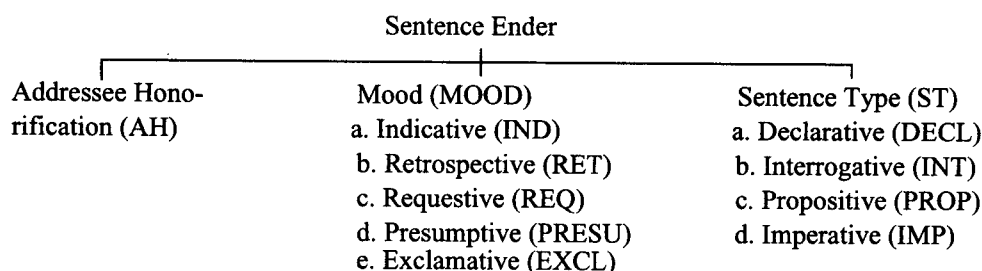 Sentence Ender
Addressee Hono-
rification (AH)
Mood (MOOD)
a. Indicative (IND)
b. Retrospective (RET)
c. Requestive (REQ)
d. Presumptive (PRESU)
e. Exclamative (EXCL)
Sentence Type (ST)
a. Declarative (DECL)
b. Interrogative (INT)
c. Propositive (PROP)
d. Imperative (IMP)